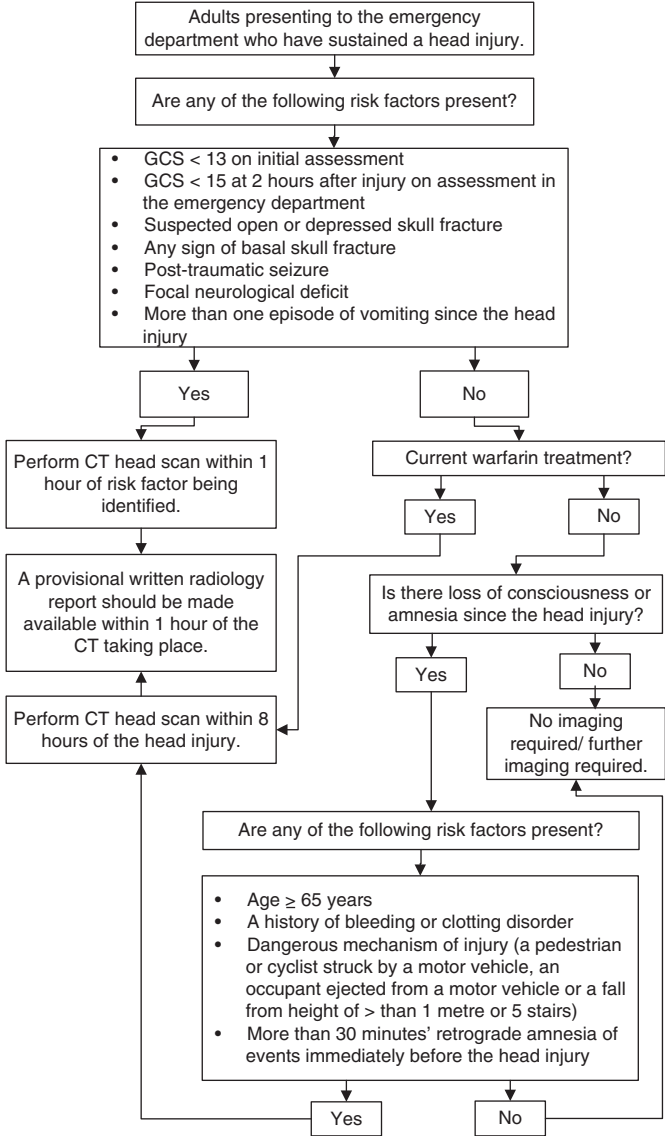 Adults presenting to the emergency
department who have sustained a head injury.
Are any of the following risk factors present?
• GCS < 13 on initial assessment
• GCS < 15 at 2 hours after injury on assessment in
the emergency department
• Suspected open or depressed skull fracture
• Any sign of basal skull fracture
• Post-traumatic seizure
• Focal neurological deficit
• More than one episode of vomiting since the head
injury
Yes
No
Perform CT head scan within 1
hour of risk factor being
identified.
Current warfarin treatment?
Yes
No
A provisional written radiology
report should be made
available within 1 hour of the
CT taking place.
Is there loss of consciousness or
amnesia since the head injury?
Yes
No
Perform CT head scan within 8
hours of the head injury.
No imaging
required/ further
imaging required.
Are any of the following risk factors present?
• Age ≥ 65 years
• A history of bleeding or clotting disorder
• Dangerous mechanism of injury (a pedestrian
or cyclist struck by a motor vehicle, an
occupant ejected from a motor vehicle or a fall
from height of > than 1 metre or 5 stairs)
• More than 30 minutes’ retrograde amnesia of
events immediately before the head injury
Yes
No